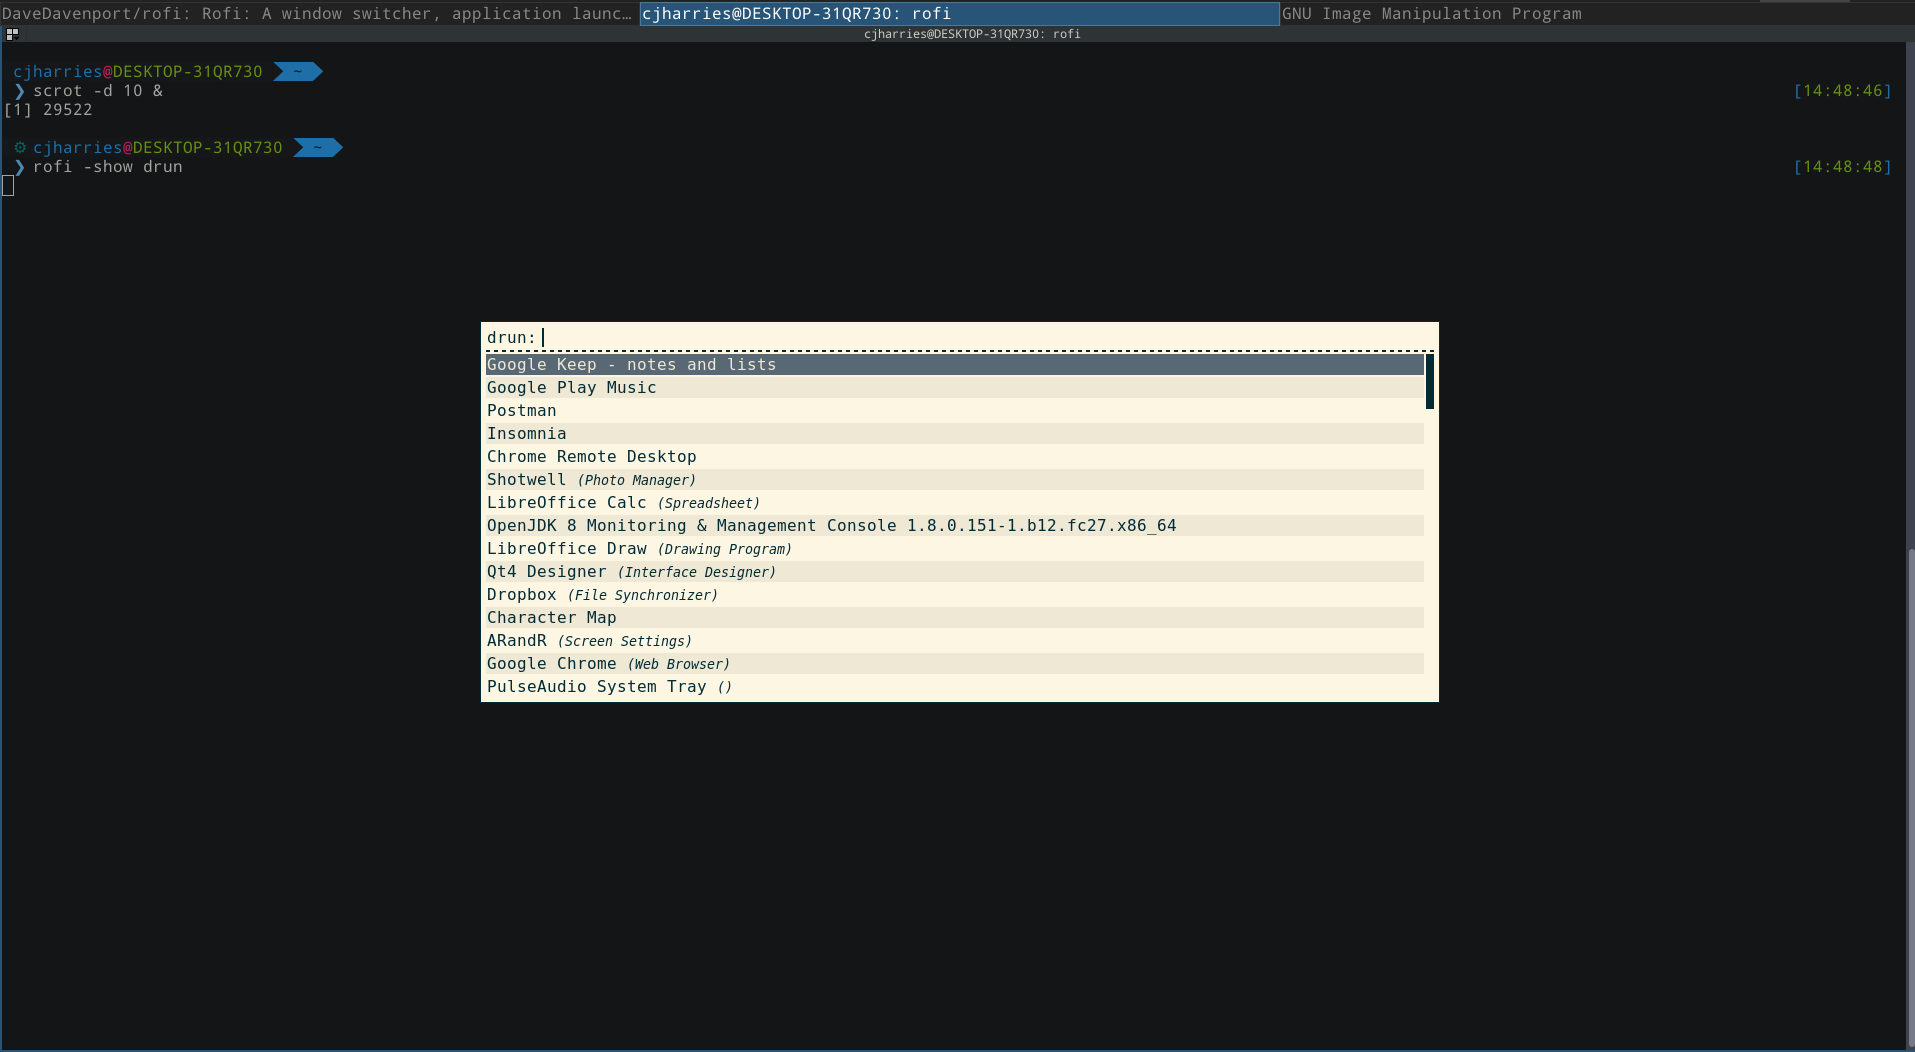 DaveDavenport/rofi: Rofi: A window switcher, application launc…
cjharries@DESKTOP-31QR73O: rofi
GNU Image Manipulation Program
cjharries@DESKTOP-31QR73O: rofi
cjharries@DESKTOP-31QR73O ~
❯ scrot -d 10 & [14:48:46]
[1] 29522
⚙ cjharries@DESKTOP-31QR73O ~
❯ rofi -show drun [14:48:48]
drun:
Google Keep - notes and lists
Google Play Music
Postman
Insomnia
Chrome Remote Desktop
Shotwell (Photo Manager)
LibreOffice Calc (Spreadsheet)
OpenJDK 8 Monitoring & Management Console 1.8.0.151-1.b12.fc27.x86_64
LibreOffice Draw (Drawing Program)
Qt4 Designer (Interface Designer)
Dropbox (File Synchronizer)
Character Map
ARandR (Screen Settings)
Google Chrome (Web Browser)
PulseAudio System Tray ()